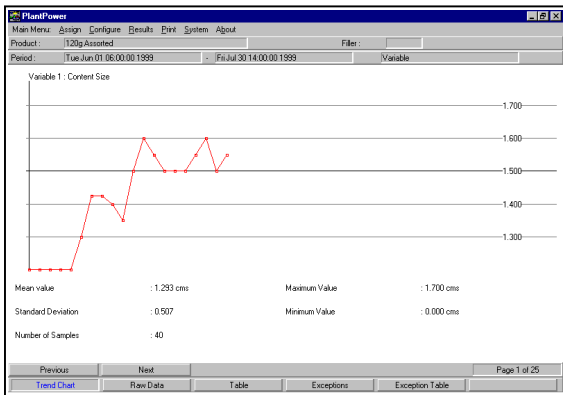 PlantPower
Main Menu: Assign Configure Results Print System About
Product : 120g Assorted Filler :
Period : Tue Jun 01 06:00:00 1999 - Fri Jul 30 14:00:00 1999 Variable
Variable 1 : Content Size
1.700
1.600
1.500
1.400
1.300
Mean value : 1.293 cms Maximum Value : 1.700 cms
Standard Deviation : 0.507 Minimum Value : 0.000 cms
Number of Samples : 40
Previous Next Page 1 of 25
Trend Chart Raw Data Table Exceptions Exception Table